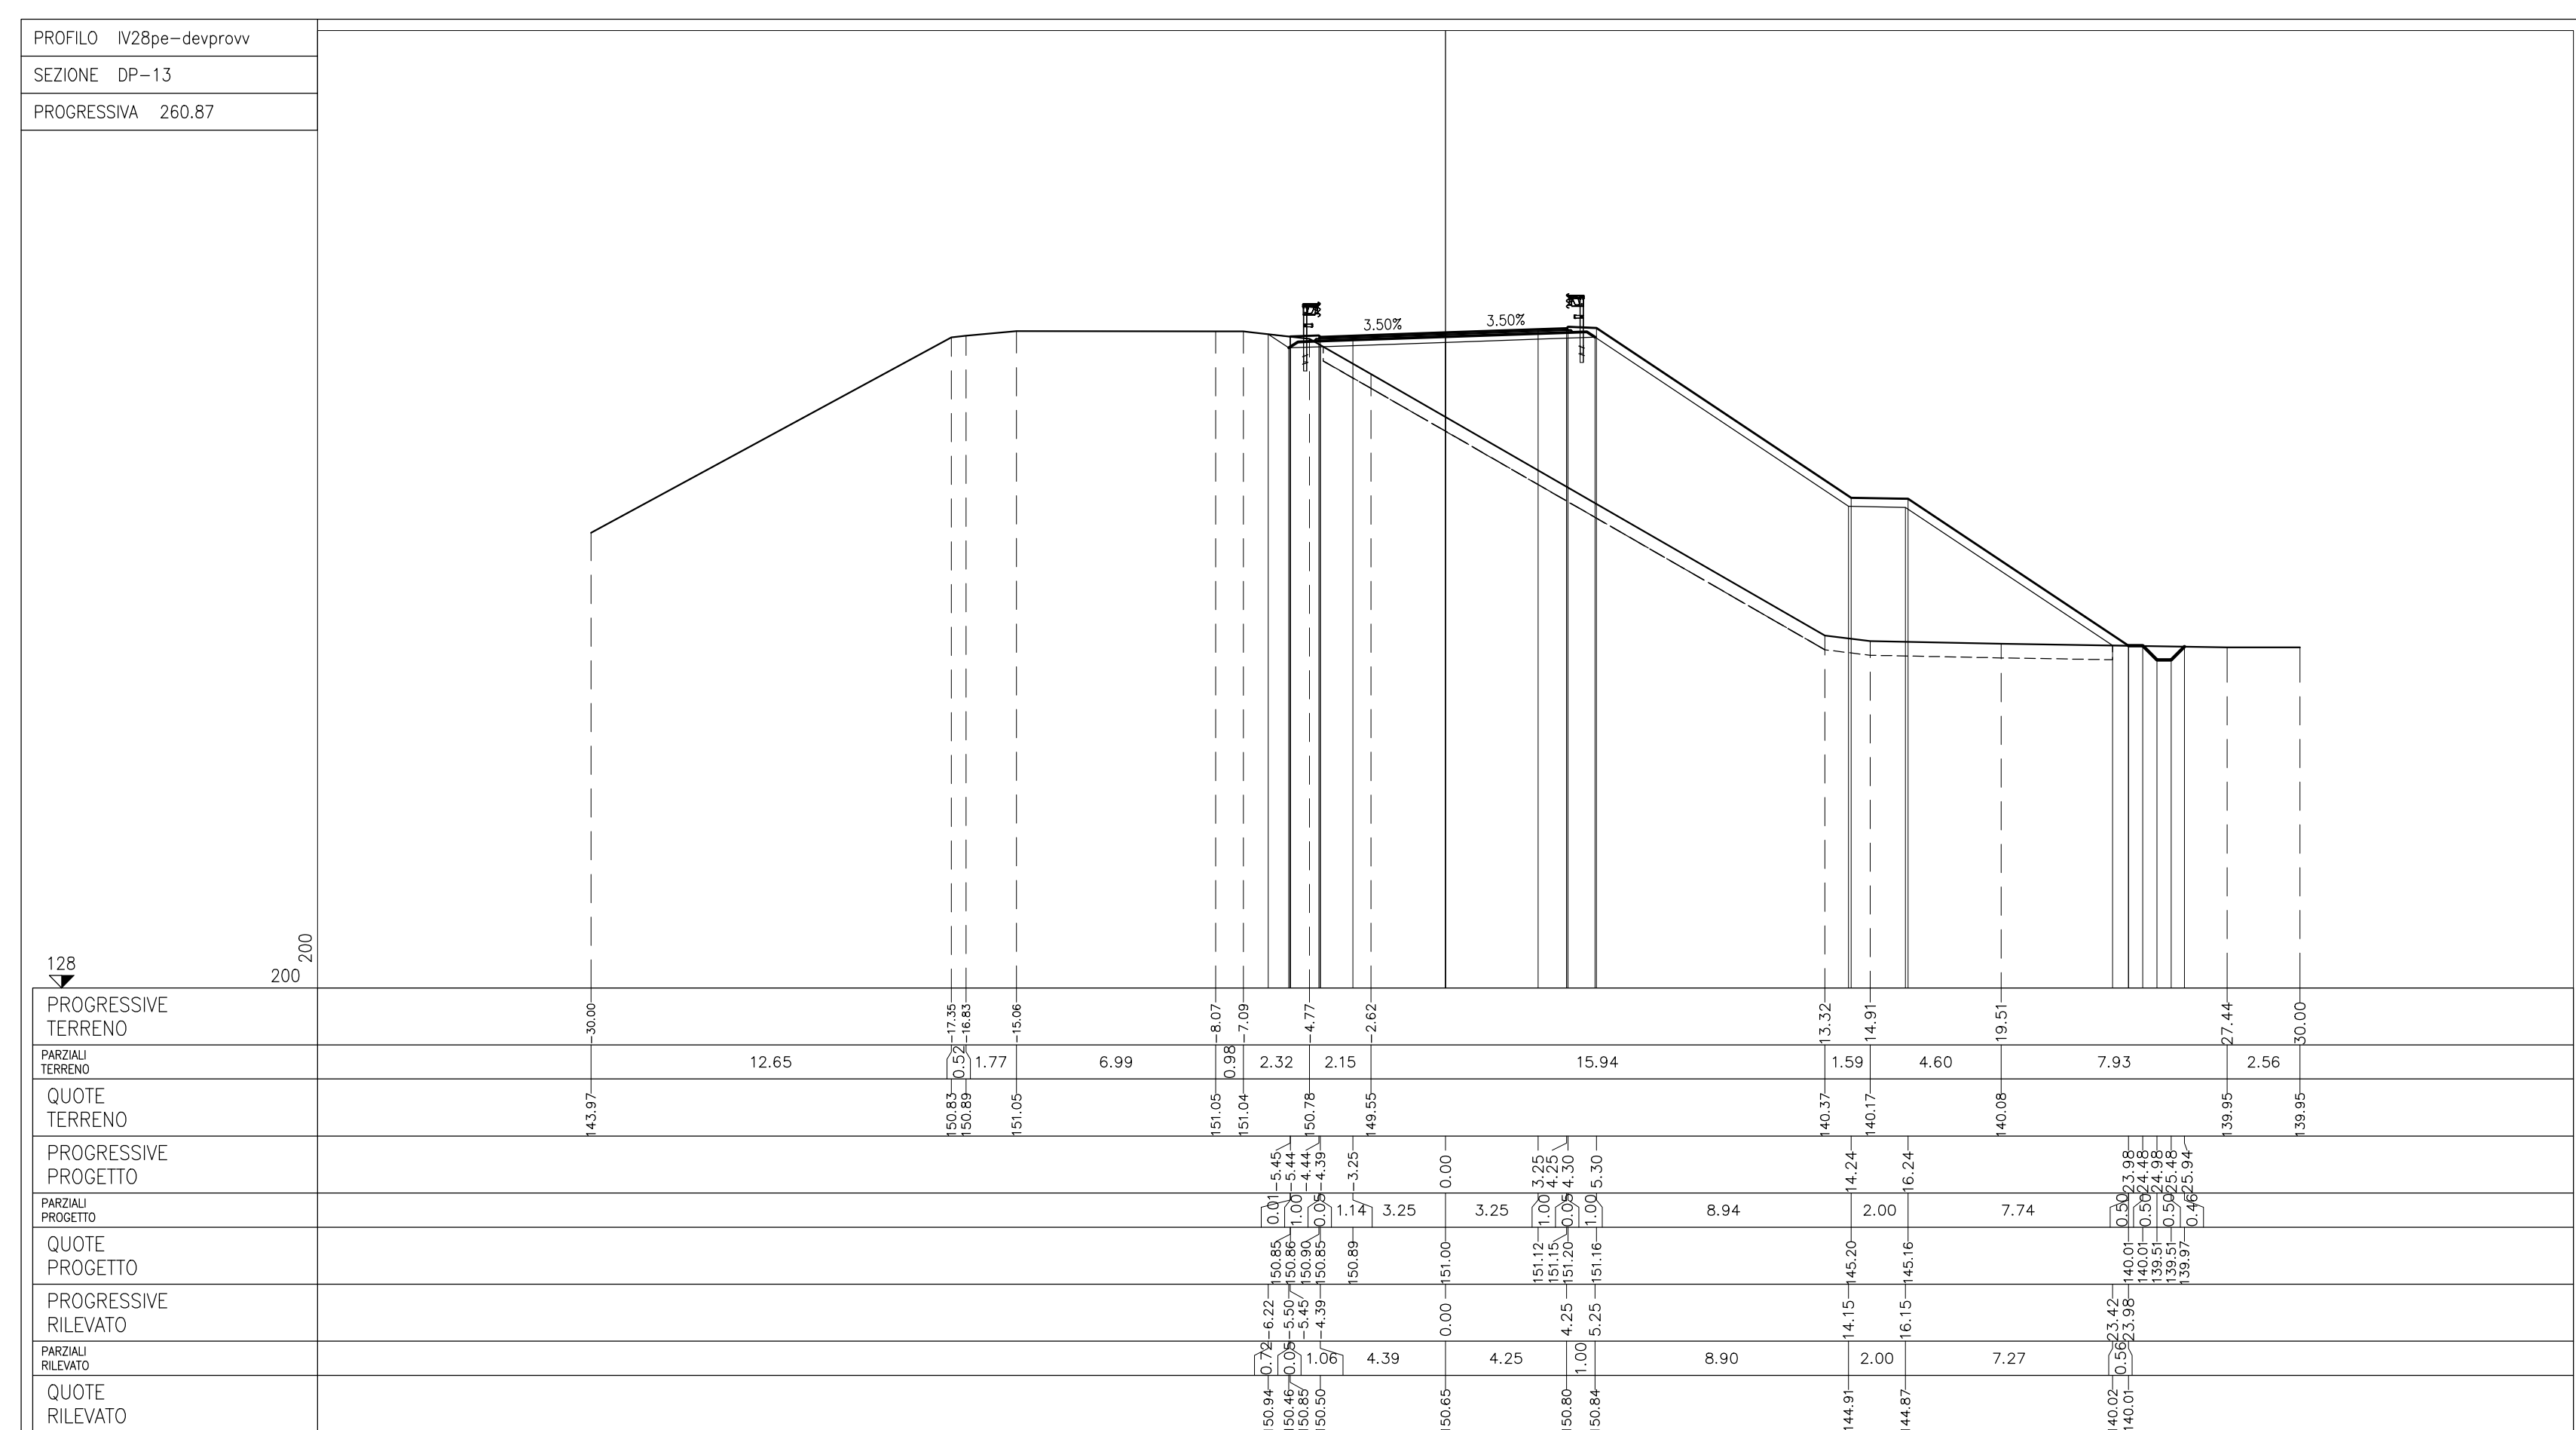 PROFILO IV28pe-devprovv
SEZIONE DP-13
PROGRESSIVA 260.87
3.50% 3.50%
200
128
200
PROGRESSIVE TERRENO
-30.00 -17.35 -16.83 -15.06 -8.07 -7.09 -4.77 -2.62 13.32 14.91 19.51 27.44 30.00
PARZIALI TERRENO
12.65 0.52 1.77 6.99 0.98 2.32 2.15 15.94 1.59 4.60 7.93 2.56
QUOTE TERRENO
143.97 150.83 150.89 151.05 151.05 151.04 150.78 149.55 140.37 140.17 140.08 139.95 139.95
PROGRESSIVE PROGETTO
-5.45 -5.44 -4.44 -4.39 -3.25 0.00 3.25 4.25 4.30 5.30 14.24 16.24 23.98 24.48 24.98 25.48 25.94
PARZIALI PROGETTO
0.01 1.00 0.05 1.14 3.25 3.25 1.00 0.05 1.00 8.94 2.00 7.74 0.50 0.50 0.50 0.46
QUOTE PROGETTO
150.85 150.86 150.90 150.85 150.89 151.00 151.12 151.15 151.20 151.16 145.20 145.16 140.01 140.01 139.51 139.51 139.97
PROGRESSIVE RILEVATO
-6.22 -5.50 -5.45 -4.39 0.00 4.25 5.25 14.15 16.15 23.42 23.98
PARZIALI RILEVATO
0.72 0.05 1.06 4.39 4.25 1.00 8.90 2.00 7.27 0.56
QUOTE RILEVATO
150.94 150.46 150.85 150.50 150.65 150.80 150.84 144.91 144.87 140.02 140.01